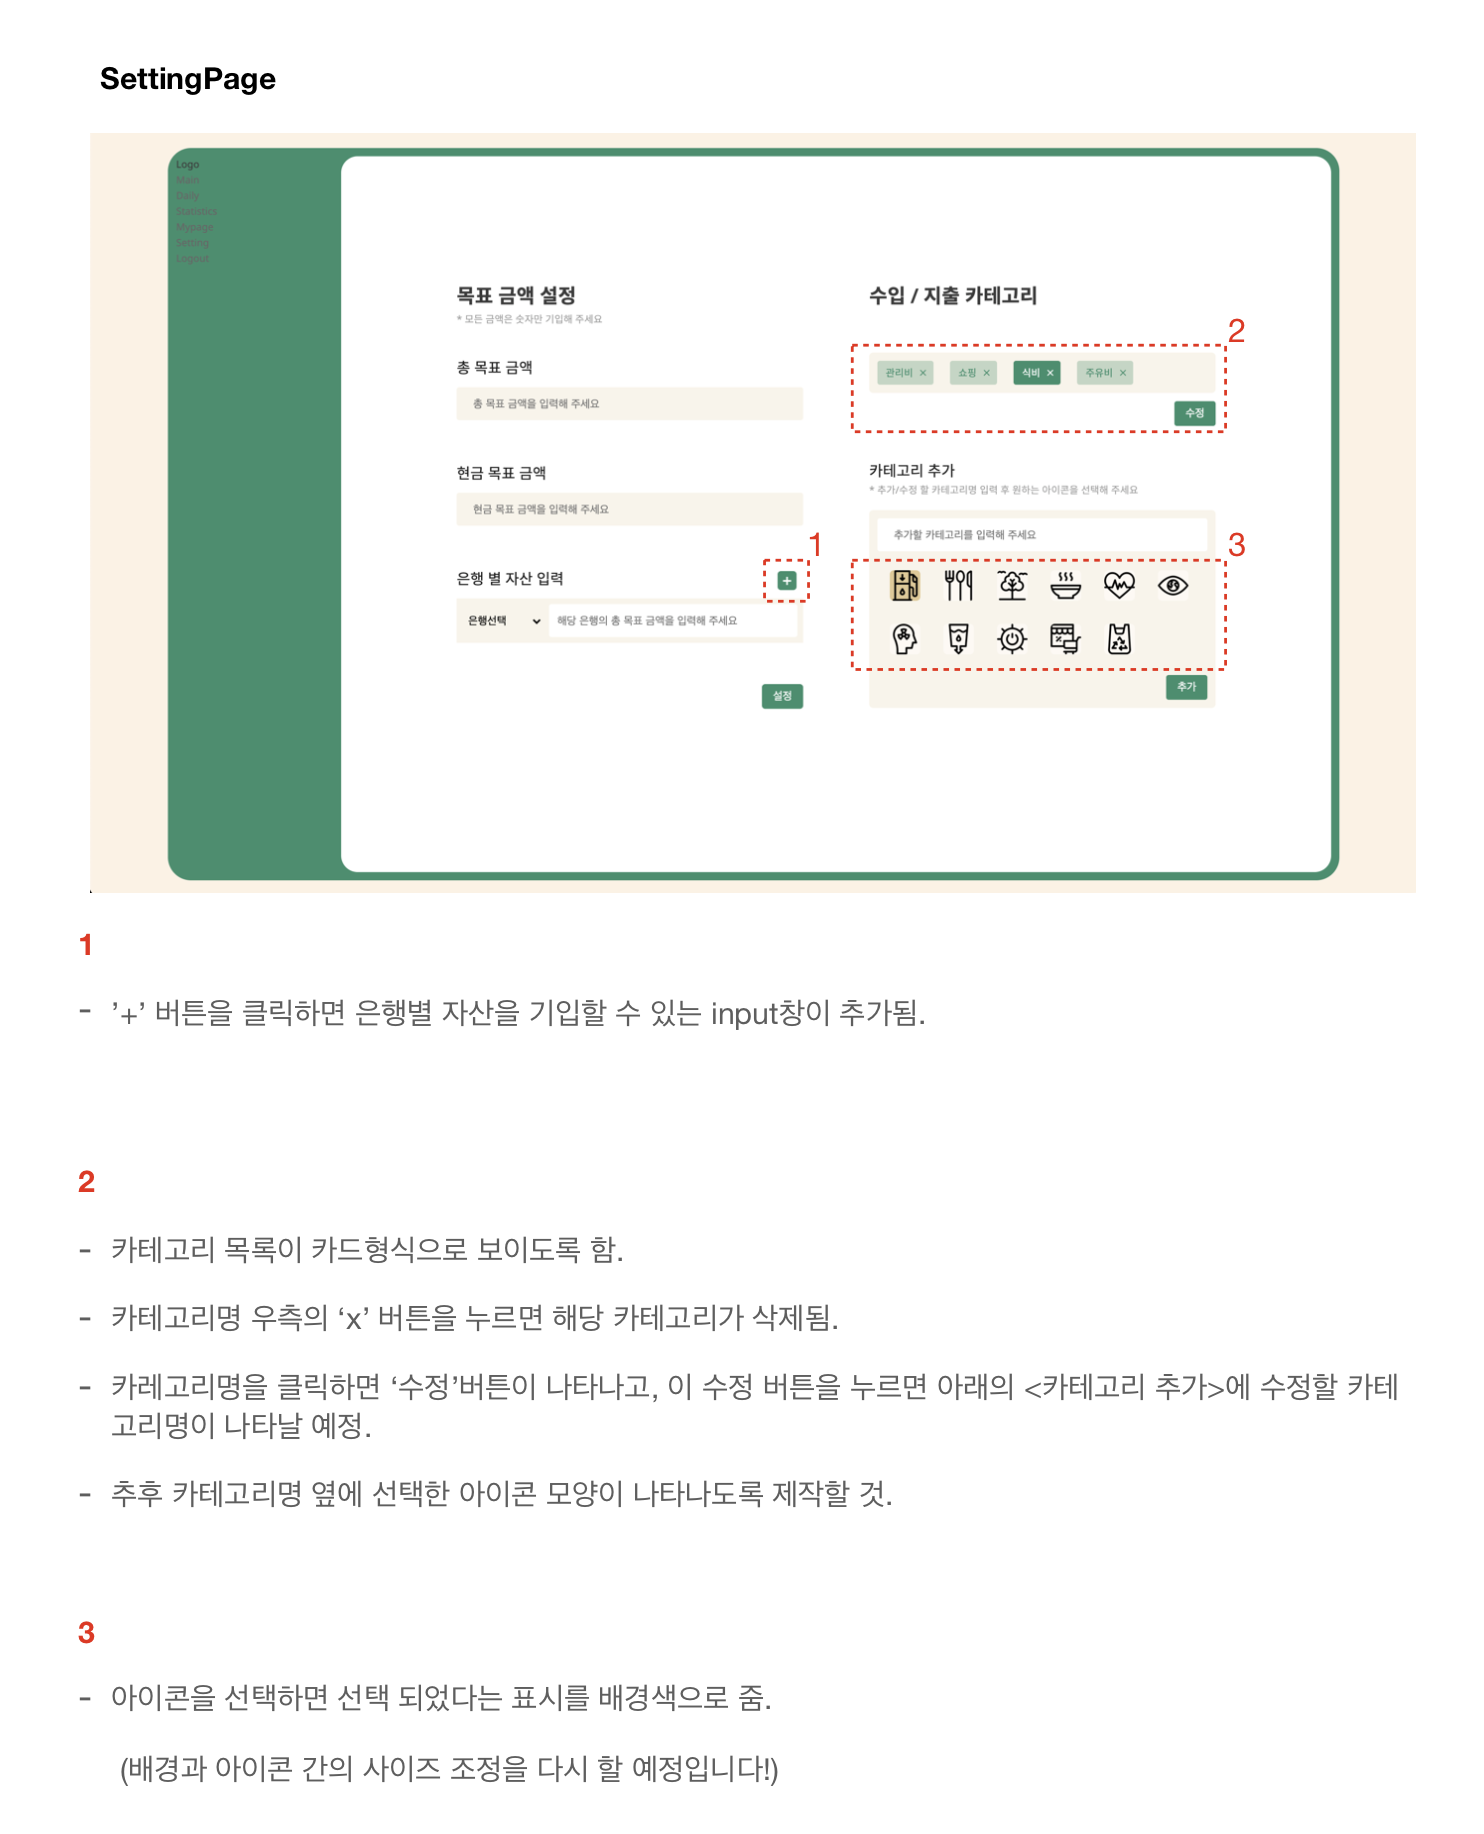 SettingPage
Logo
Main
Daily
Statistics
Mypage
Setting
Logout
목표 금액 설정
* 모든 금액은 숫자만 기입해 주세요
총 목표 금액
총 목표 금액을 입력해 주세요
현금 목표 금액
현금 목표 금액을 입력해 주세요
1
은행 별 자산 입력
+
은행선택
해당 은행의 총 목표 금액을 입력해 주세요
설정
수입 / 지출 카테고리
2
관리비 × 쇼핑 × 식비 × 주유비 ×
수정
카테고리 추가
* 추가/수정 할 카테고리명 입력 후 원하는 아이콘을 선택해 주세요
추가할 카테고리를 입력해 주세요
3
추가
1
- ’+’ 버튼을 클릭하면 은행별 자산을 기입할 수 있는 input창이 추가됨.
2
- 카테고리 목록이 카드형식으로 보이도록 함.
- 카테고리명 우측의 ‘x’ 버튼을 누르면 해당 카테고리가 삭제됨.
- 카레고리명을 클릭하면 ‘수정’버튼이 나타나고, 이 수정 버튼을 누르면 아래의 <카테고리 추가>에 수정할 카테
고리명이 나타날 예정.
- 추후 카테고리명 옆에 선택한 아이콘 모양이 나타나도록 제작할 것.
3
- 아이콘을 선택하면 선택 되었다는 표시를 배경색으로 줌.
(배경과 아이콘 간의 사이즈 조정을 다시 할 예정입니다!)